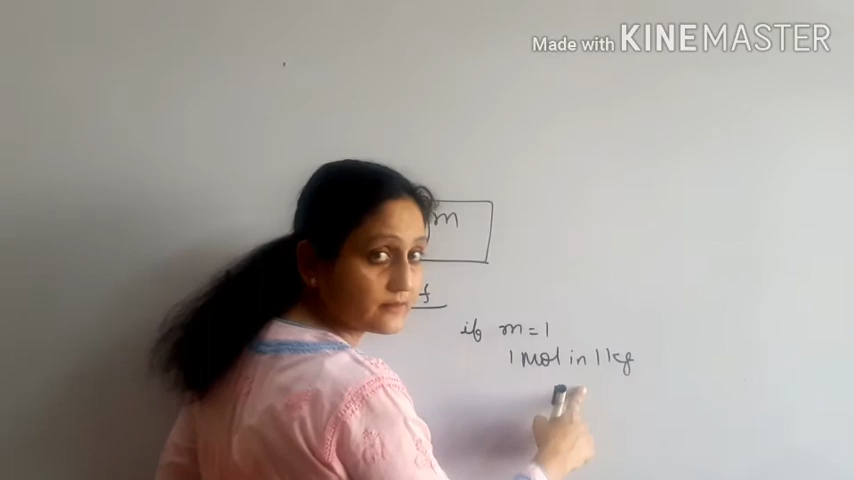 Made with KINEMASTER
m
f
if m = 1
1 mol in 1 kg